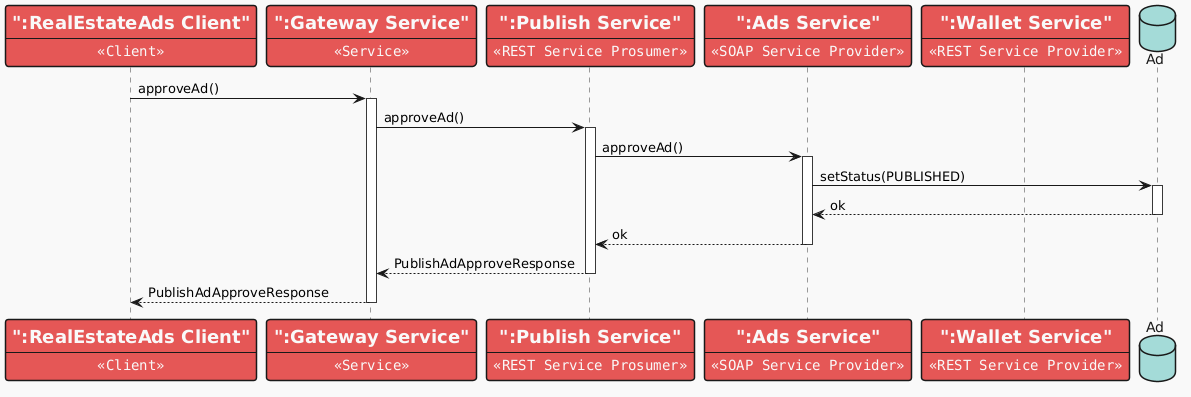 ":RealEstateAds Client" ":Gateway Service" ":Publish Service" ":Ads Service" ":Wallet Service"
«Client» «Service» «REST Service Prosumer» «SOAP Service Provider» «REST Service Provider»
Ad
approveAd()
approveAd()
approveAd()
setStatus(PUBLISHED)
ok
ok
PublishAdApproveResponse
PublishAdApproveResponse
Ad
":RealEstateAds Client" ":Gateway Service" ":Publish Service" ":Ads Service" ":Wallet Service"
«Client» «Service» «REST Service Prosumer» «SOAP Service Provider» «REST Service Provider»